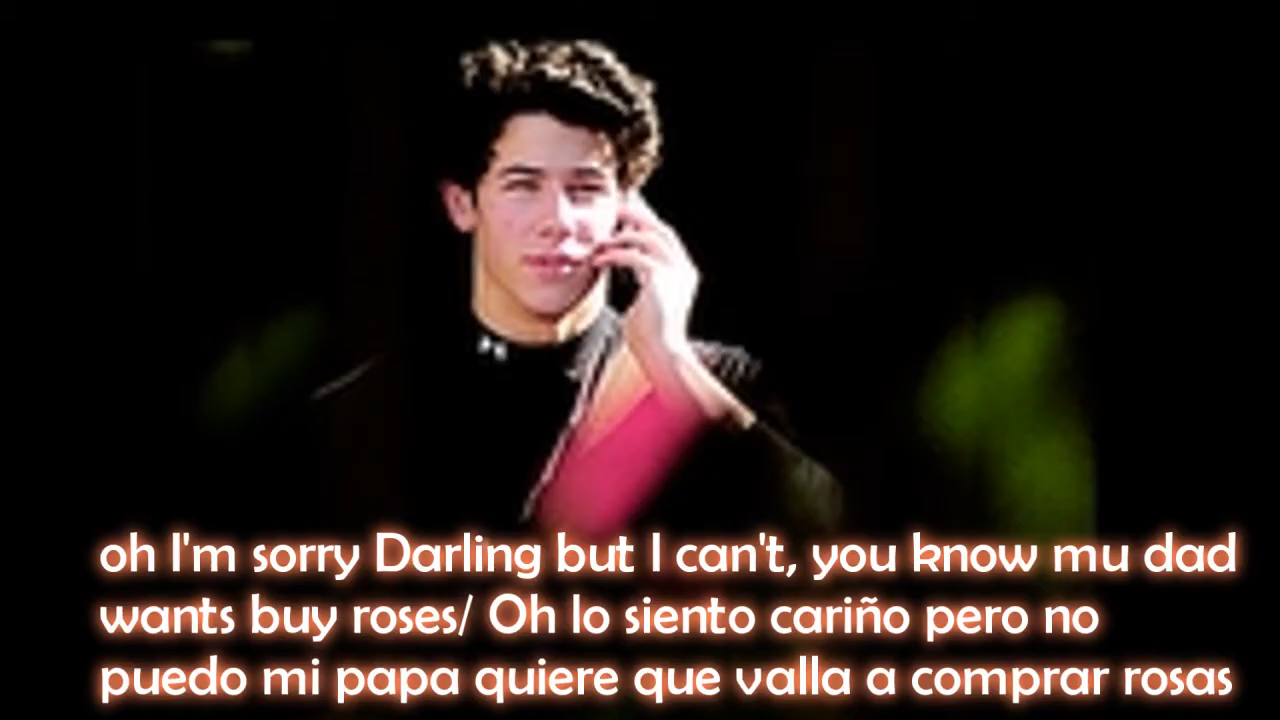 oh I'm sorry Darling but I can't, you know mu dad
wants buy roses/ Oh lo siento cariño pero no
puedo mi papa quiere que valla a comprar rosas